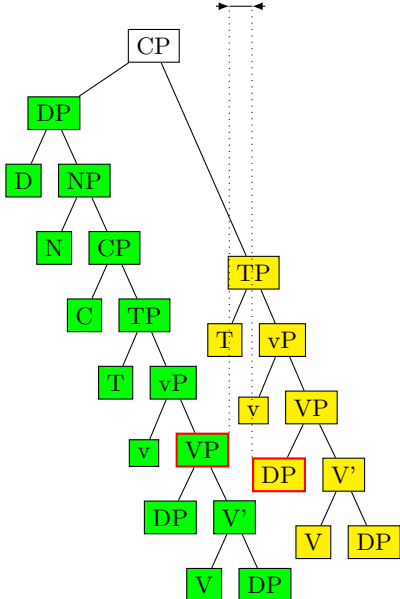 CP
DP
D NP
N CP
TP
C TP
T vP
T vP
v VP
v VP
DP V'
DP V'
V DP
V DP